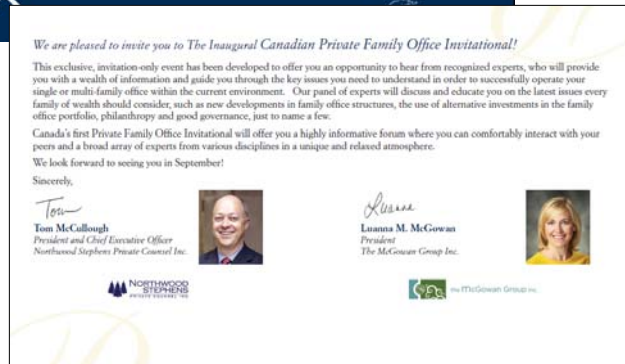 We are pleased to invite you to The Inaugural Canadian Private Family Office Invitational!
This exclusive, invitation-only event has been developed to offer you an opportunity to hear from recognized experts, who will provide
you with a wealth of information and guide you through the key issues you need to understand in order to successfully operate your
single or multi-family office within the current environment. Our panel of experts will discuss and educate you on the latest issues every
family of wealth should consider, such as new developments in family office structures, the use of alternative investments in the family
office portfolio, philanthropy and good governance, just to name a few.
Canada's first Private Family Office Invitational will offer you a highly informative forum where you can comfortably interact with your
peers and a broad array of experts from various disciplines in a unique and relaxed atmosphere.
We look forward to seeing you in September!
Sincerely,
Tom
Tom McCullough
President and Chief Executive Officer
Northwood Stephens Private Counsel Inc.
Luanna
Luanna M. McGowan
President
The McGowan Group Inc.
NORTHWOOD
STEPHENS
PRIVATE COUNSEL INC
the McGowan Group Inc.